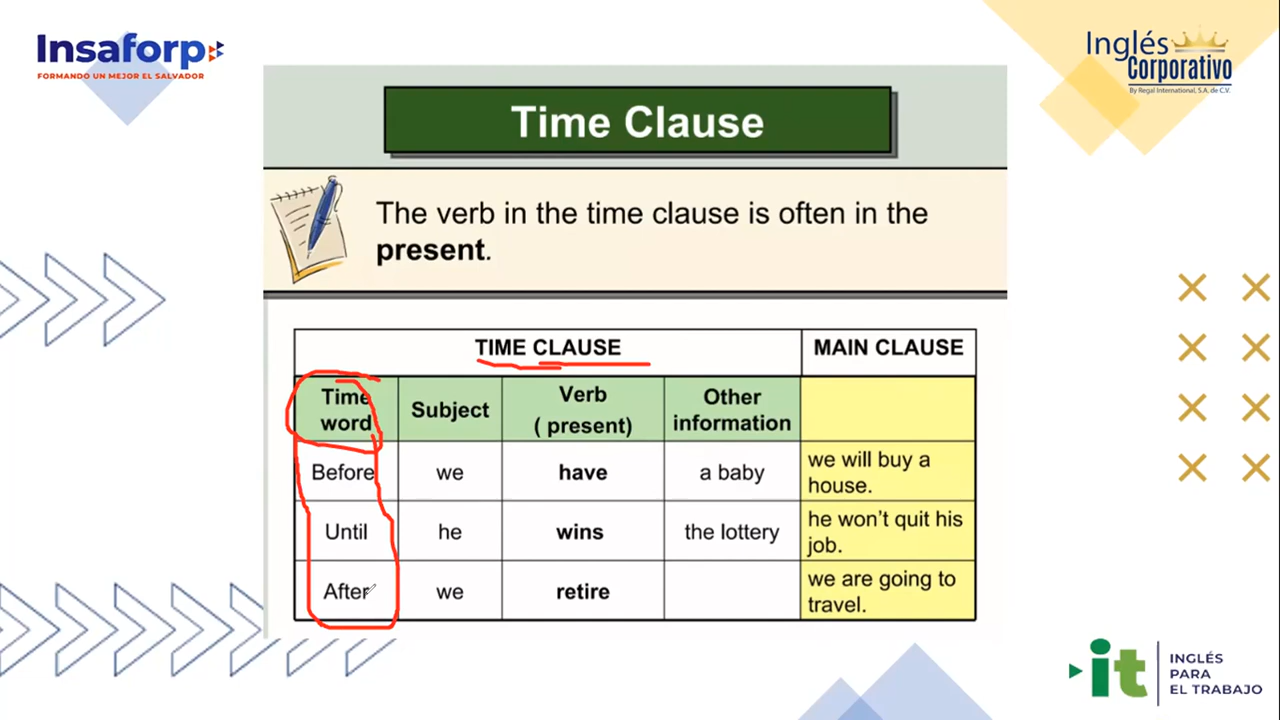 Insaforp
FORMANDO UN MEJOR EL SALVADOR
Inglés
Corporativo
By Regal International, S.A. de C.V.
Time Clause
The verb in the time clause is often in the
present.
TIME CLAUSE MAIN CLAUSE
Time word Subject Verb ( present) Other information
Before we have a baby we will buy a house.
Until he wins the lottery he won't quit his job.
After we retire we are going to travel.
it
INGLÉS
PARA
EL TRABAJO